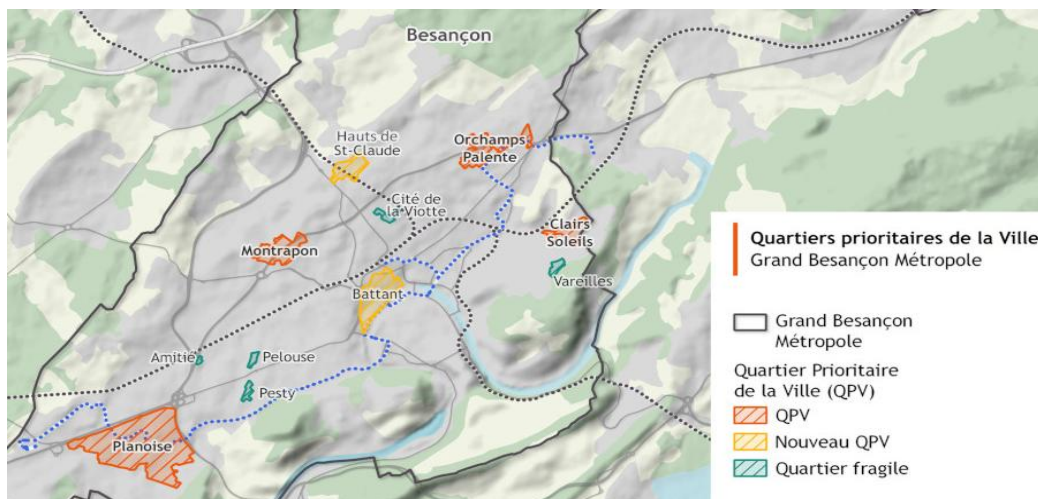 Besançon
Hauts de
St-Claude
Orchamps
Palente
Cité de
la Viotte
Clairs
Soleils
Montrapon
Vareilles
Battant
Amitié
Pelouse
Pesty
Planoise
Quartiers prioritaires de la Ville
Grand Besançon Métropole
Grand Besançon
Métropole
Quartier Prioritaire
de la Ville (QPV)
QPV
Nouveau QPV
Quartier fragile